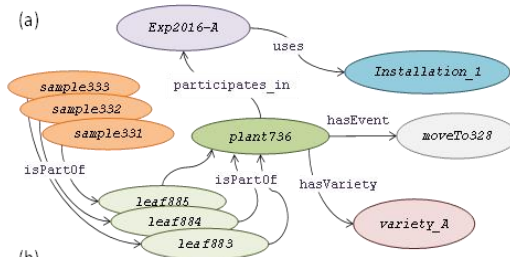 (a)
Exp2016-A
uses
Installation_1
participates_in
sample333
sample332
sample331
plant736
hasEvent
moveTo328
isPartOf
isPartOf
hasVariety
leaf885
leaf884
leaf883
variety_A
(b)